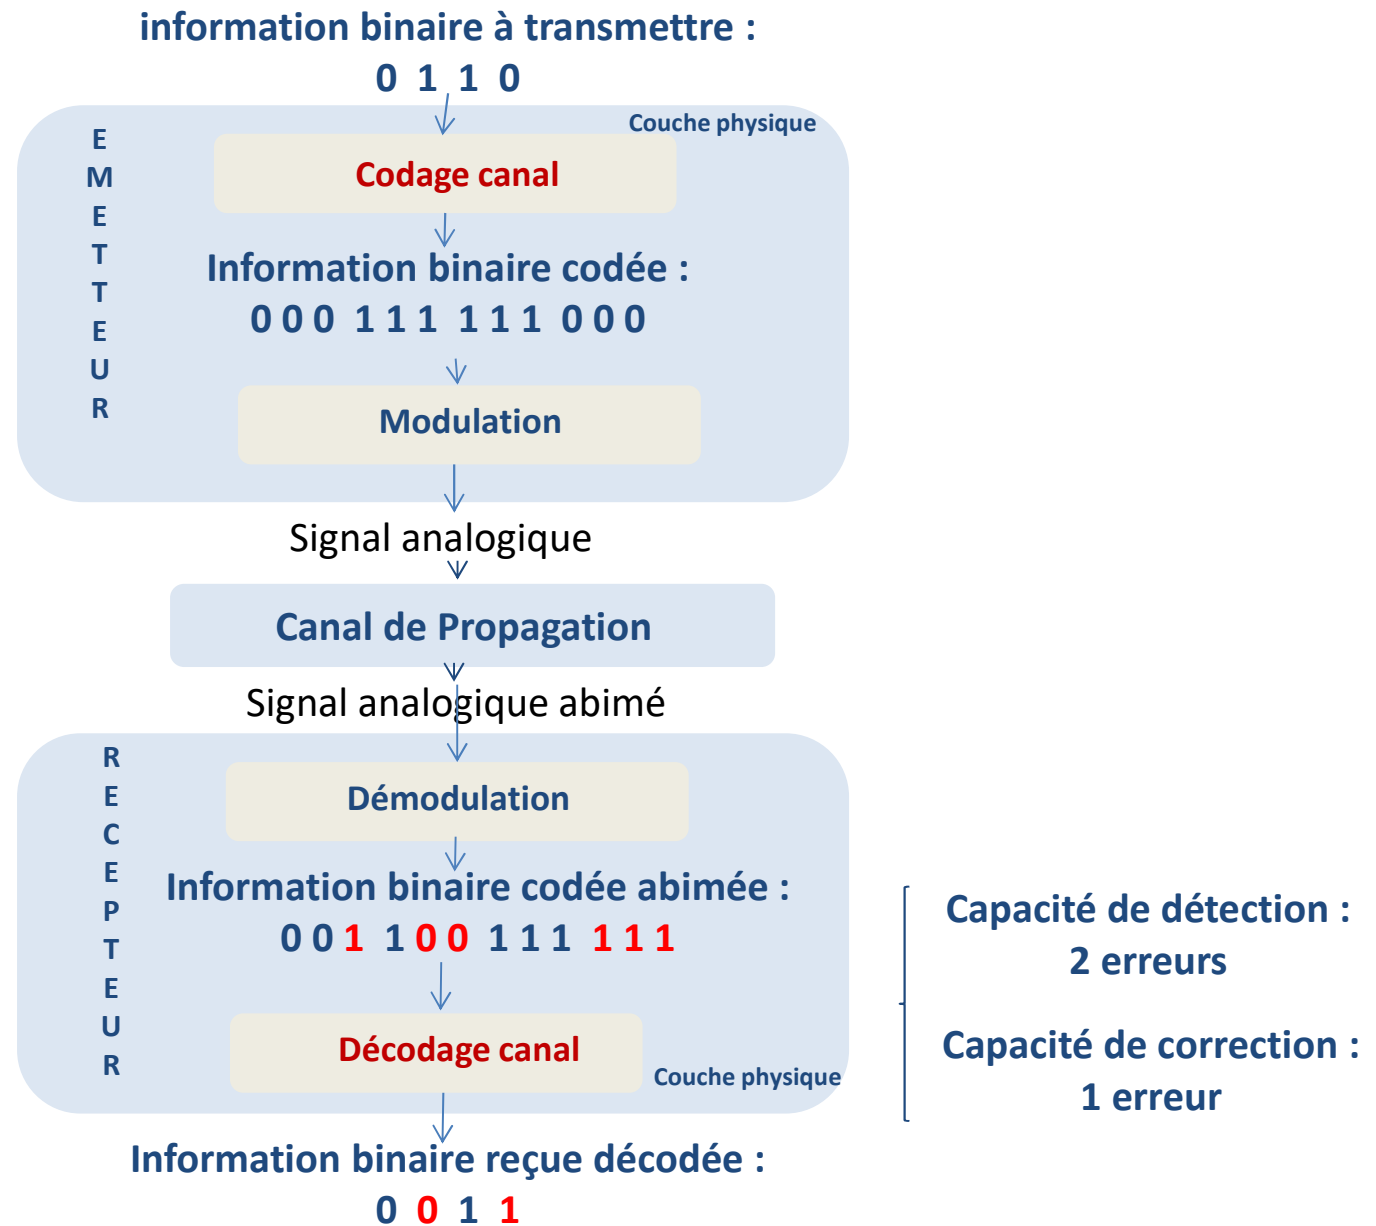 information binaire à transmettre :
0 1 1 0
Couche physique
E
M
E
T
T
E
U
R
Codage canal
Information binaire codée :
0 0 0 1 1 1 1 1 1 0 0 0
Modulation
Signal analogique
Canal de Propagation
Signal analogique abimé
R
E
C
E
P
T
E
U
R
Démodulation
Information binaire codée abimée :
0 0 1 1 0 0 1 1 1 1 1 1
Décodage canal
Couche physique
Capacité de détection :
2 erreurs
Capacité de correction :
1 erreur
Information binaire reçue décodée :
0 0 1 1